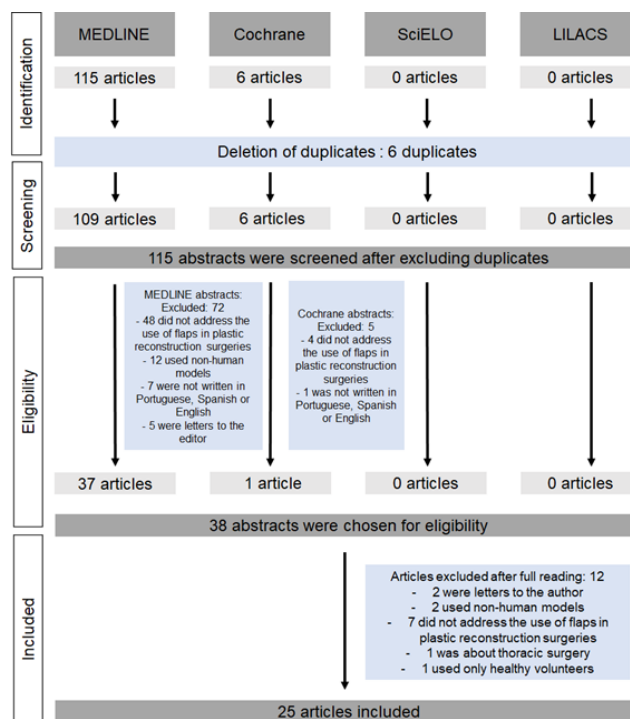 MEDLINE
Cochrane
SciELO
LILACS
Identification
115 articles
6 articles
0 articles
0 articles
Deletion of duplicates : 6 duplicates
Screening
109 articles
6 articles
0 articles
0 articles
115 abstracts were screened after excluding duplicates
Eligibility
MEDLINE abstracts:
Excluded: 72
- 48 did not address the
use of flaps in plastic
reconstruction surgeries
- 12 used non-human
models
- 7 were not written in
Portuguese, Spanish or
English
- 5 were letters to the
editor
Cochrane abstracts:
Excluded: 5
- 4 did not address
the use of flaps in
plastic reconstruction
surgeries
- 1 was not written in
Portuguese, Spanish
or English
37 articles
1 article
0 articles
0 articles
38 abstracts were chosen for eligibility
Included
Articles excluded after full reading: 12
- 2 were letters to the author
- 2 used non-human models
- 7 did not address the use of flaps in
plastic reconstruction surgeries
- 1 was about thoracic surgery
- 1 used only healthy volunteers
25 articles included